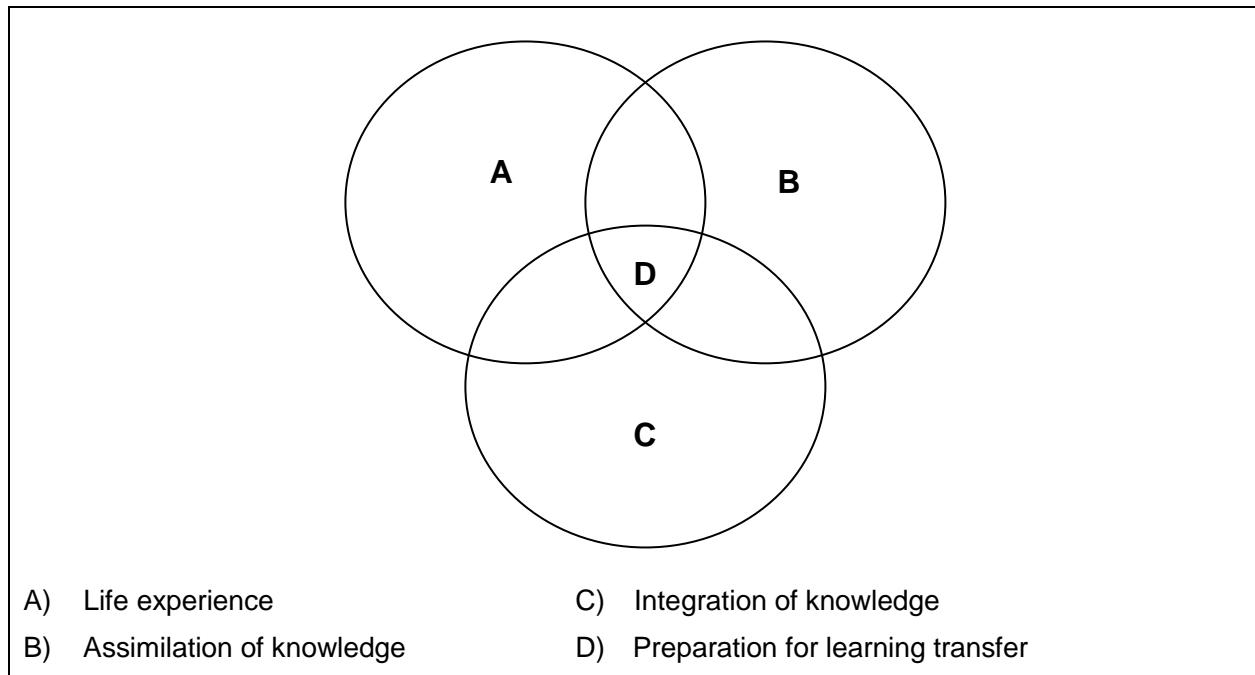 A
B
D
C
A) Life experience
C) Integration of knowledge
B) Assimilation of knowledge
D) Preparation for learning transfer